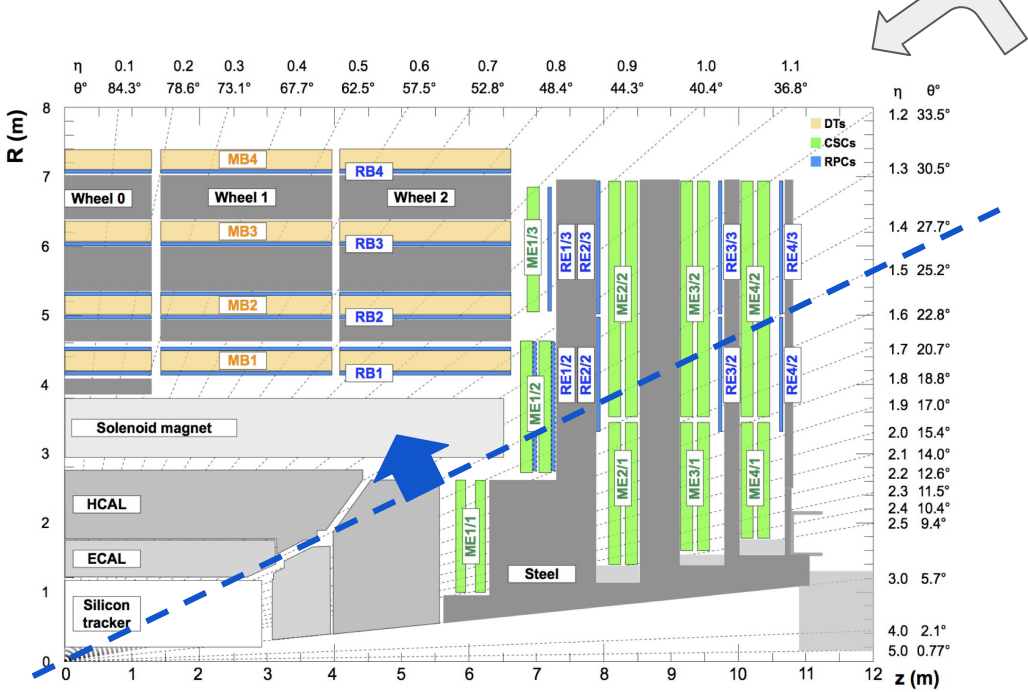 η 0.1 0.2 0.3 0.4 0.5 0.6 0.7 0.8 0.9 1.0 1.1
θ° 84.3° 78.6° 73.1° 67.7° 62.5° 57.5° 52.8° 48.4° 44.3° 40.4° 36.8°
η θ°
R (m)
8
7
6
5
4
3
2
1
0
1.2 33.5°
1.3 30.5°
1.4 27.7°
1.5 25.2°
1.6 22.8°
1.7 20.7°
1.8 18.8°
1.9 17.0°
2.0 15.4°
2.1 14.0°
2.2 12.6°
2.3 11.5°
2.4 10.4°
2.5 9.4°
3.0 5.7°
4.0 2.1°
5.0 0.77°
DTs
CSCs
RPCs
MB4
RB4
Wheel 0
Wheel 1
Wheel 2
MB3
RB3
MB2
RB2
MB1
RB1
Solenoid magnet
HCAL
ECAL
Silicon
tracker
Steel
ME1/3
RE1/3
RE2/3
ME2/2
ME3/2
RE3/3
ME4/2
RE4/3
ME1/2
RE1/2
RE2/2
RE3/2
RE4/2
ME1/1
ME2/1
ME3/1
ME4/1
0 1 2 3 4 5 6 7 8 9 10 11 12
z (m)